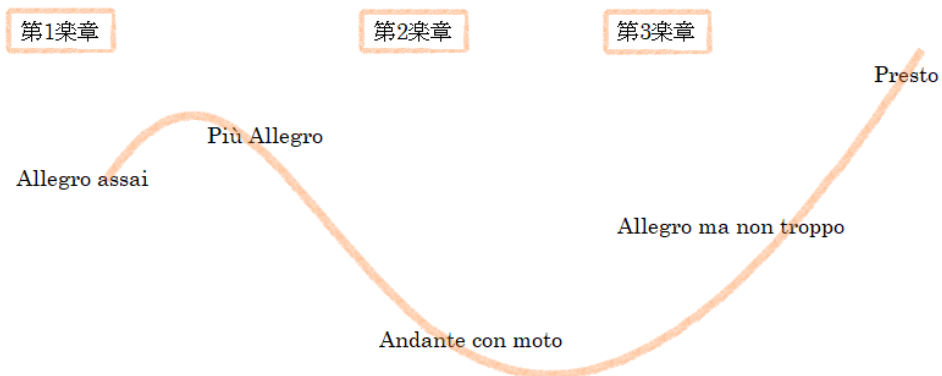 第1楽章
第2楽章
第3楽章
Presto
Più Allegro
Allegro assai
Allegro ma non troppo
Andante con moto